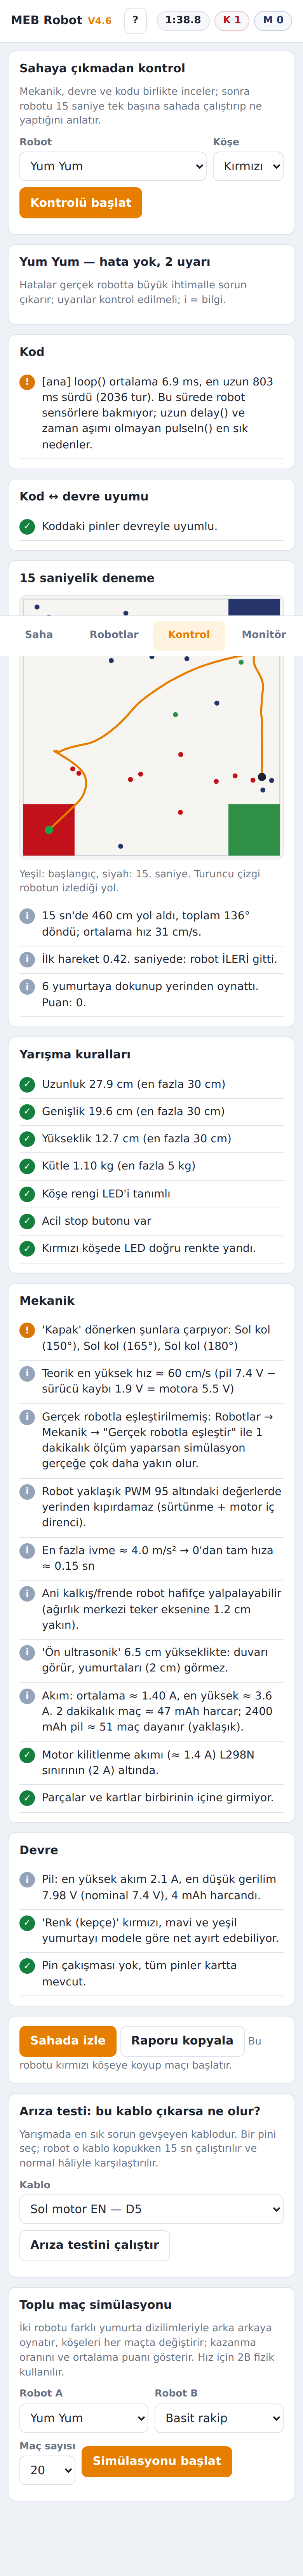 MEB Robot V4.6 ? 1:38.8 K 1 M 0
Sahaya çıkmadan kontrol
Mekanik, devre ve kodu birlikte inceler; sonra
robotu 15 saniye tek başına sahada çalıştırıp ne
yaptığını anlatır.
Robot Köşe
Yum Yum Kırmızı
Kontrolü başlat
Yum Yum — hata yok, 2 uyarı
Hatalar gerçek robotta büyük ihtimalle sorun
çıkarır; uyarılar kontrol edilmeli; i = bilgi.
Kod
! [ana] loop() ortalama 6.9 ms, en uzun 803
ms sürdü (2036 tur). Bu sürede robot
sensörlere bakmıyor; uzun delay() ve
zaman aşımı olmayan pulseIn() en sık
nedenler.
Kod ↔ devre uyumu
✓ Koddaki pinler devreyle uyumlu.
15 saniyelik deneme
Saha Robotlar Kontrol Monitör
Yeşil: başlangıç, siyah: 15. saniye. Turuncu çizgi
robotun izlediği yol.
i 15 sn'de 460 cm yol aldı, toplam 136°
döndü; ortalama hız 31 cm/s.
i İlk hareket 0.42. saniyede: robot İLERİ gitti.
i 6 yumurtaya dokunup yerinden oynattı.
Puan: 0.
Yarışma kuralları
✓ Uzunluk 27.9 cm (en fazla 30 cm)
✓ Genişlik 19.6 cm (en fazla 30 cm)
✓ Yükseklik 12.7 cm (en fazla 30 cm)
✓ Kütle 1.10 kg (en fazla 5 kg)
✓ Köşe rengi LED'i tanımlı
✓ Acil stop butonu var
✓ Kırmızı köşede LED doğru renkte yandı.
Mekanik
! 'Kapak' dönerken şunlara çarpıyor: Sol kol
(150°), Sol kol (165°), Sol kol (180°)
i Teorik en yüksek hız ≈ 60 cm/s (pil 7.4 V −
sürücü kaybı 1.9 V = motora 5.5 V)
i Gerçek robotla eşleştirilmemiş: Robotlar →
Mekanik → "Gerçek robotla eşleştir" ile 1
dakikalık ölçüm yaparsan simülasyon
gerçeğe çok daha yakın olur.
i Robot yaklaşık PWM 95 altındaki değerlerde
yerinden kıpırdamaz (sürtünme + motor iç
direnci).
i En fazla ivme ≈ 4.0 m/s² → 0'dan tam hıza
≈ 0.15 sn
i Ani kalkış/frende robot hafifçe yalpalayabilir
(ağırlık merkezi teker eksenine 1.2 cm
yakın).
i 'Ön ultrasonik' 6.5 cm yükseklikte: duvarı
görür, yumurtaları (2 cm) görmez.
i Akım: ortalama ≈ 1.40 A, en yüksek ≈ 3.6
A. 2 dakikalık maç ≈ 47 mAh harcar; 2400
mAh pil ≈ 51 maç dayanır (yaklaşık).
✓ Motor kilitlenme akımı (≈ 1.4 A) L298N
sınırının (2 A) altında.
✓ Parçalar ve kartlar birbirinin içine girmiyor.
Devre
i Pil: en yüksek akım 2.1 A, en düşük gerilim
7.98 V (nominal 7.4 V), 4 mAh harcandı.
✓ 'Renk (kepçe)' kırmızı, mavi ve yeşil
yumurtayı modele göre net ayırt edebiliyor.
✓ Pin çakışması yok, tüm pinler kartta
mevcut.
Sahada izle Raporu kopyala Bu
robotu kırmızı köşeye koyup maçı başlatır.
Arıza testi: bu kablo çıkarsa ne olur?
Yarışmada en sık sorun gevşeyen kablodur. Bir pini
seç; robot o kablo kopukken 15 sn çalıştırılır ve
normal hâliyle karşılaştırılır.
Kablo
Sol motor EN — D5
Arıza testini çalıştır
Toplu maç simülasyonu
İki robotu farklı yumurta dizilimleriyle arka arkaya
oynatır, köşeleri her maçta değiştirir; kazanma
oranını ve ortalama puanı gösterir. Hız için 2B fizik
kullanılır.
Robot A Robot B
Yum Yum Basit rakip
Maç sayısı
20 Simülasyonu başlat